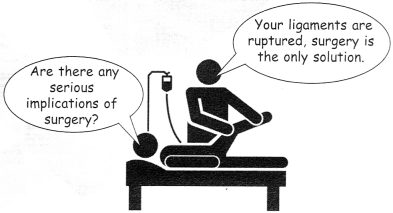 Your ligaments are
ruptured, surgery is
the only solution.
Are there any
serious
implications of
surgery?